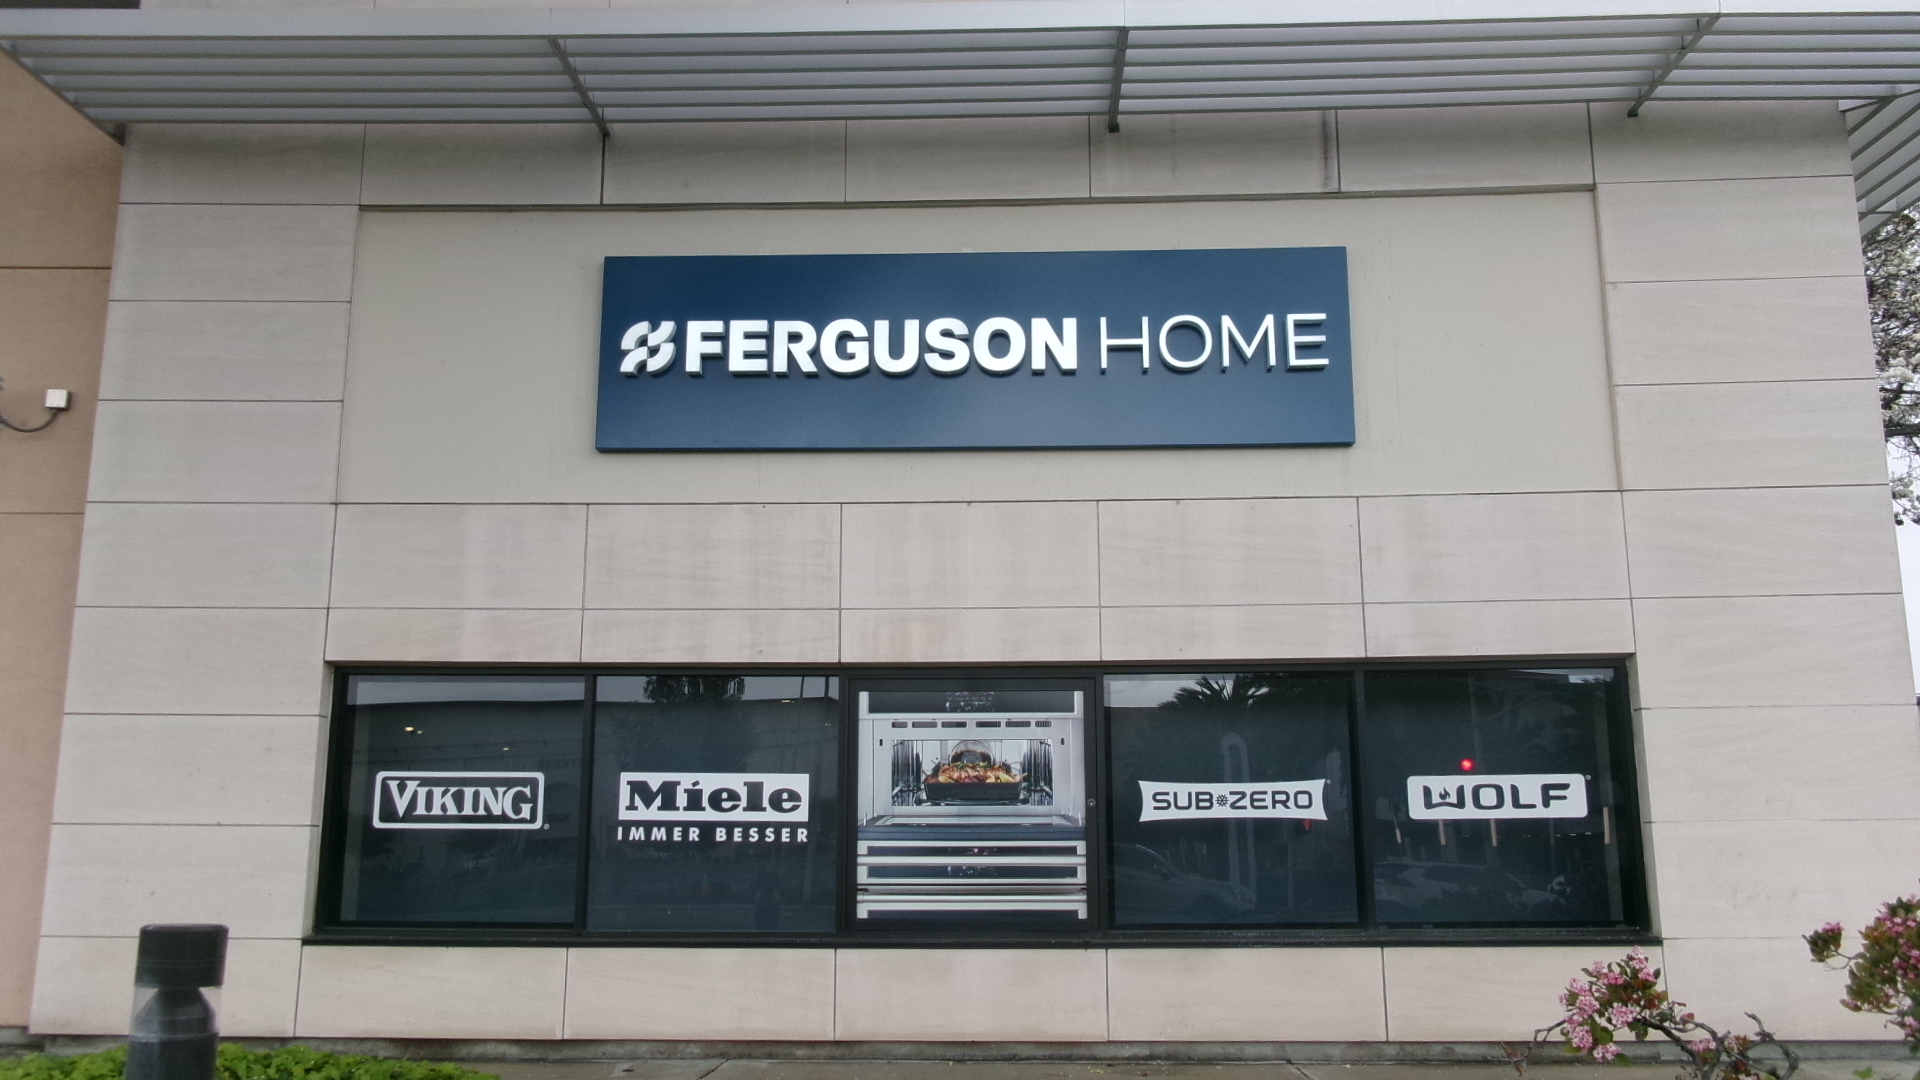 FERGUSON HOME
VIKING
Miele
IMMER BESSER
SUB ZERO
WOLF